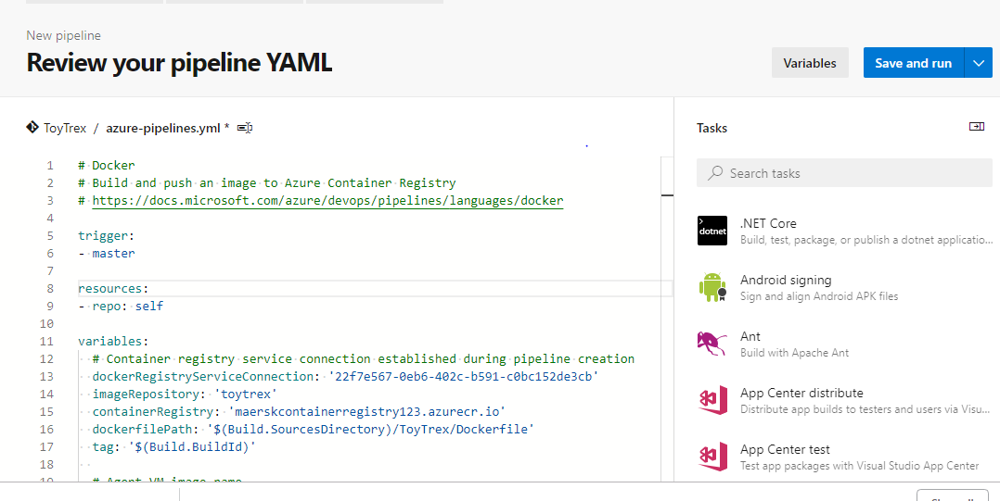 New pipeline
Review your pipeline YAML
Variables
Save and run
ToyTrex / azure-pipelines.yml *
1 # Docker
2 # Build and push an image to Azure Container Registry
3 # https://docs.microsoft.com/azure/devops/pipelines/languages/docker
4
5 trigger:
6 - master
7
8 resources:
9 - repo: self
10
11 variables:
12 # Container registry service connection established during pipeline creation
13 dockerRegistryServiceConnection: '22f7e567-0eb6-402c-b591-c0bc152de3cb'
14 imageRepository: 'toytrex'
15 containerRegistry: 'maerskcontainerregistry123.azurecr.io'
16 dockerfilePath: '$(Build.SourcesDirectory)/ToyTrex/Dockerfile'
17 tag: '$(Build.BuildId)'
18
19 # Agent VM image name
Tasks
Search tasks
dotnet
.NET Core
Build, test, package, or publish a dotnet applicatio...
Android signing
Sign and align Android APK files
Ant
Build with Apache Ant
App Center distribute
Distribute app builds to testers and users via Visu...
App Center test
Test app packages with Visual Studio App Center